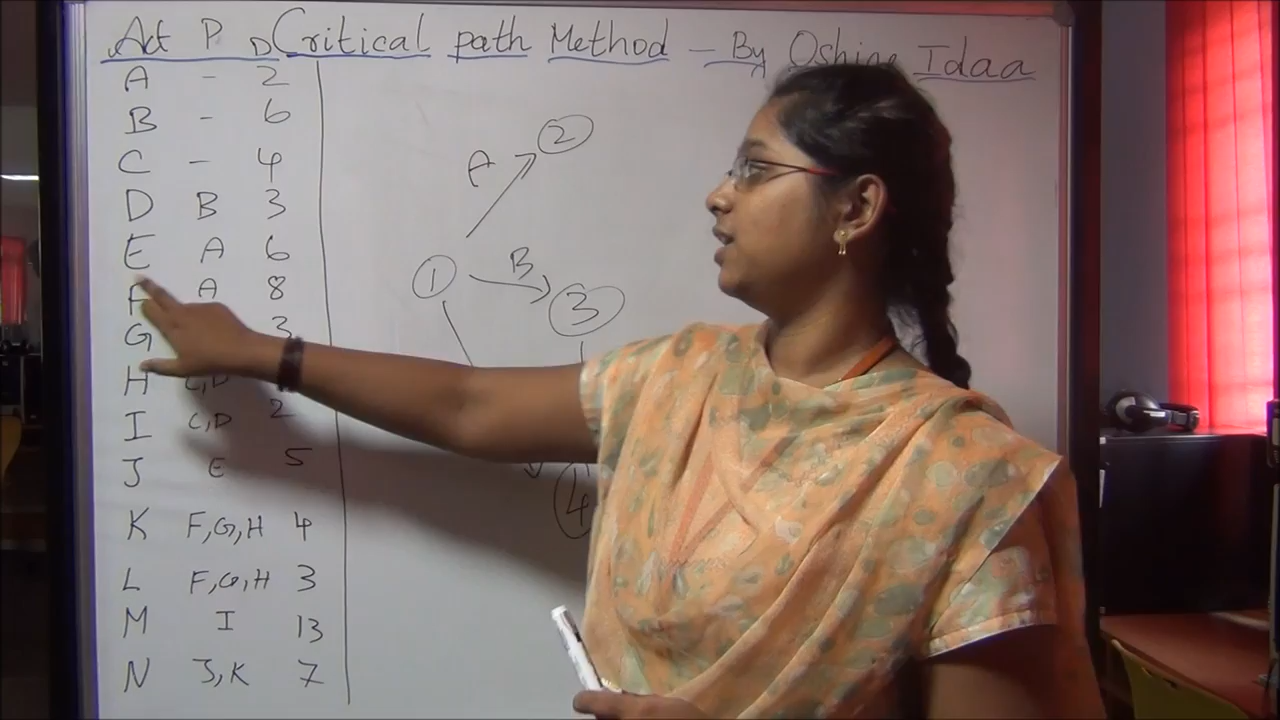 Act P D Critical path Method - By Oshine Idaa
A - 2
B - 6
C - 4
D B 3
E A 6
F A 8
G 3
H C,D
I C,D 2
J E 5
K F,G,H 4
L F,G,H 3
M I 13
N J,K 7
2
A
1 B 3
4